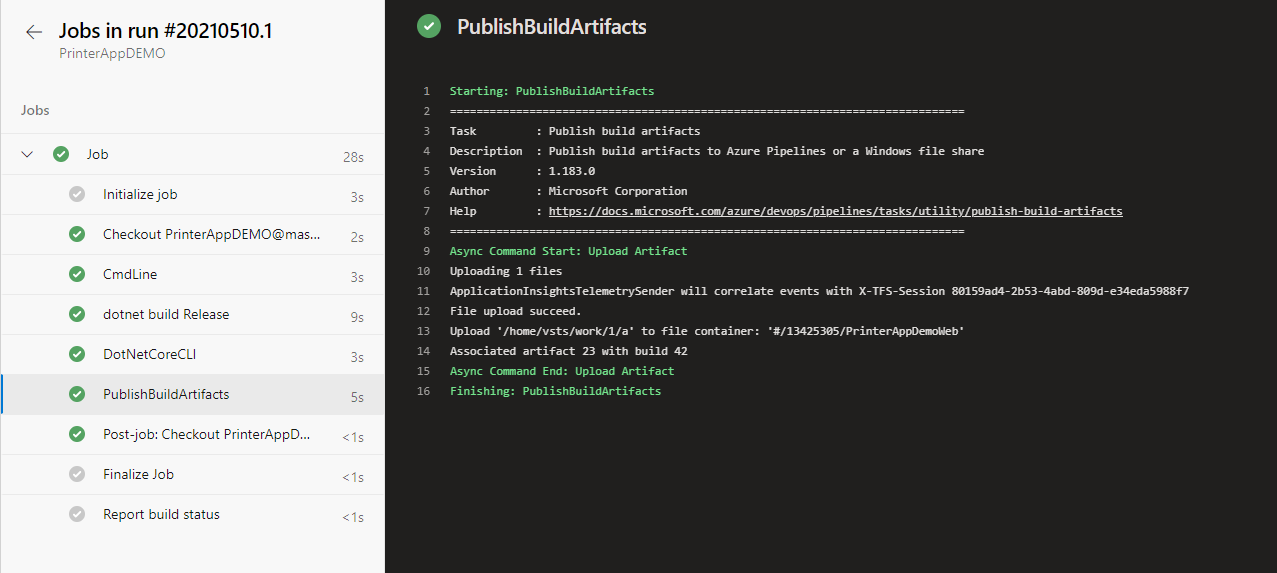 Jobs in run #20210510.1
PrinterAppDEMO
Jobs
Job 28s
Initialize job 3s
Checkout PrinterAppDEMO@mas... 2s
CmdLine 3s
dotnet build Release 9s
DotNetCoreCLI 3s
PublishBuildArtifacts 5s
Post-job: Checkout PrinterAppD... <1s
Finalize Job <1s
Report build status <1s
PublishBuildArtifacts
1 Starting: PublishBuildArtifacts
2 ==============================================================================
3 Task         : Publish build artifacts
4 Description  : Publish build artifacts to Azure Pipelines or a Windows file share
5 Version      : 1.183.0
6 Author       : Microsoft Corporation
7 Help         : https://docs.microsoft.com/azure/devops/pipelines/tasks/utility/publish-build-artifacts
8 ==============================================================================
9 Async Command Start: Upload Artifact
10 Uploading 1 files
11 ApplicationInsightsTelemetrySender will correlate events with X-TFS-Session 80159ad4-2b53-4abd-809d-e34eda5988f7
12 File upload succeed.
13 Upload '/home/vsts/work/1/a' to file container: '#/13425305/PrinterAppDemoWeb'
14 Associated artifact 23 with build 42
15 Async Command End: Upload Artifact
16 Finishing: PublishBuildArtifacts